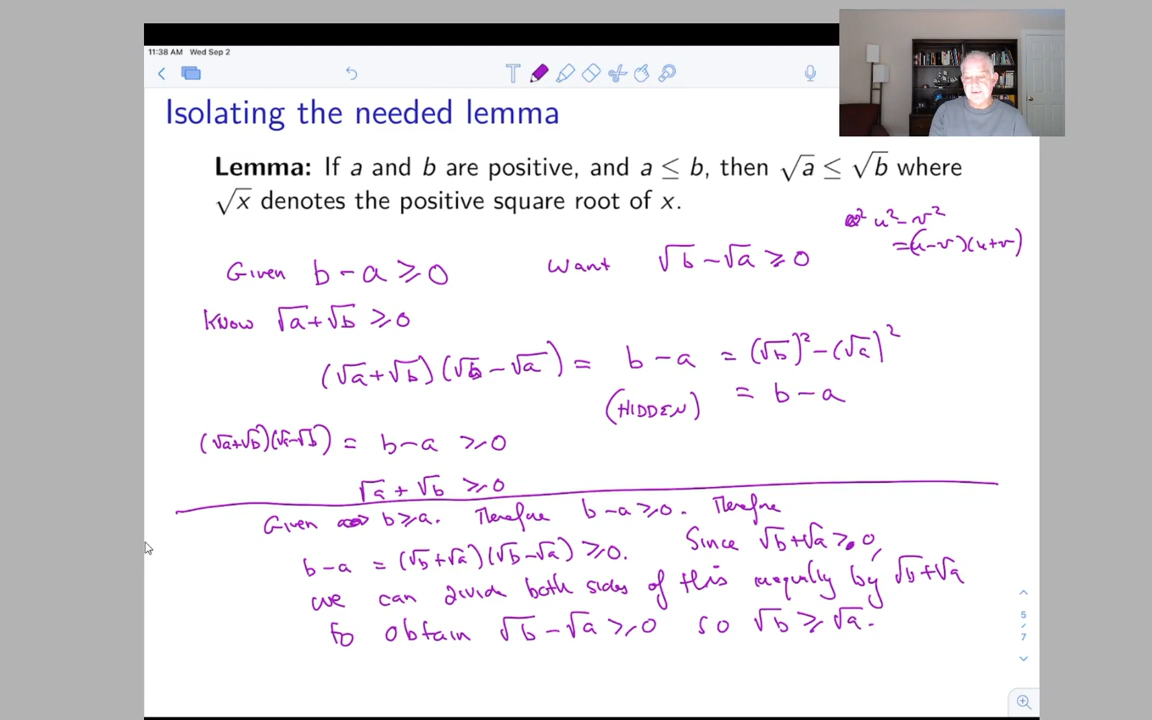 11:38 AM Wed Sep 2
T
Isolating the needed lemma
Lemma: If a and b are positive, and a ≤ b, then √a ≤ √b where
√x denotes the positive square root of x.
u² - v²
= (u-v)(u+v)
Given b - a ≥ 0 Want √b - √a ≥ 0
Know √a + √b ≥ 0
(√a + √b)(√b - √a) = b - a = (√b)² - (√a)²
(HIDDEN) = b - a
(√a+√b)(√a-√b) = b - a ≥ 0
√a + √b ≥ 0
Given b ≥ a. Therefore b - a ≥ 0. Therefore
b - a = (√b + √a)(√b - √a) ≥ 0. Since √b + √a ≥ 0,
we can divide both sides of this inequality by √b + √a
to obtain √b - √a ≥ 0 so √b ≥ √a.
5
/
7